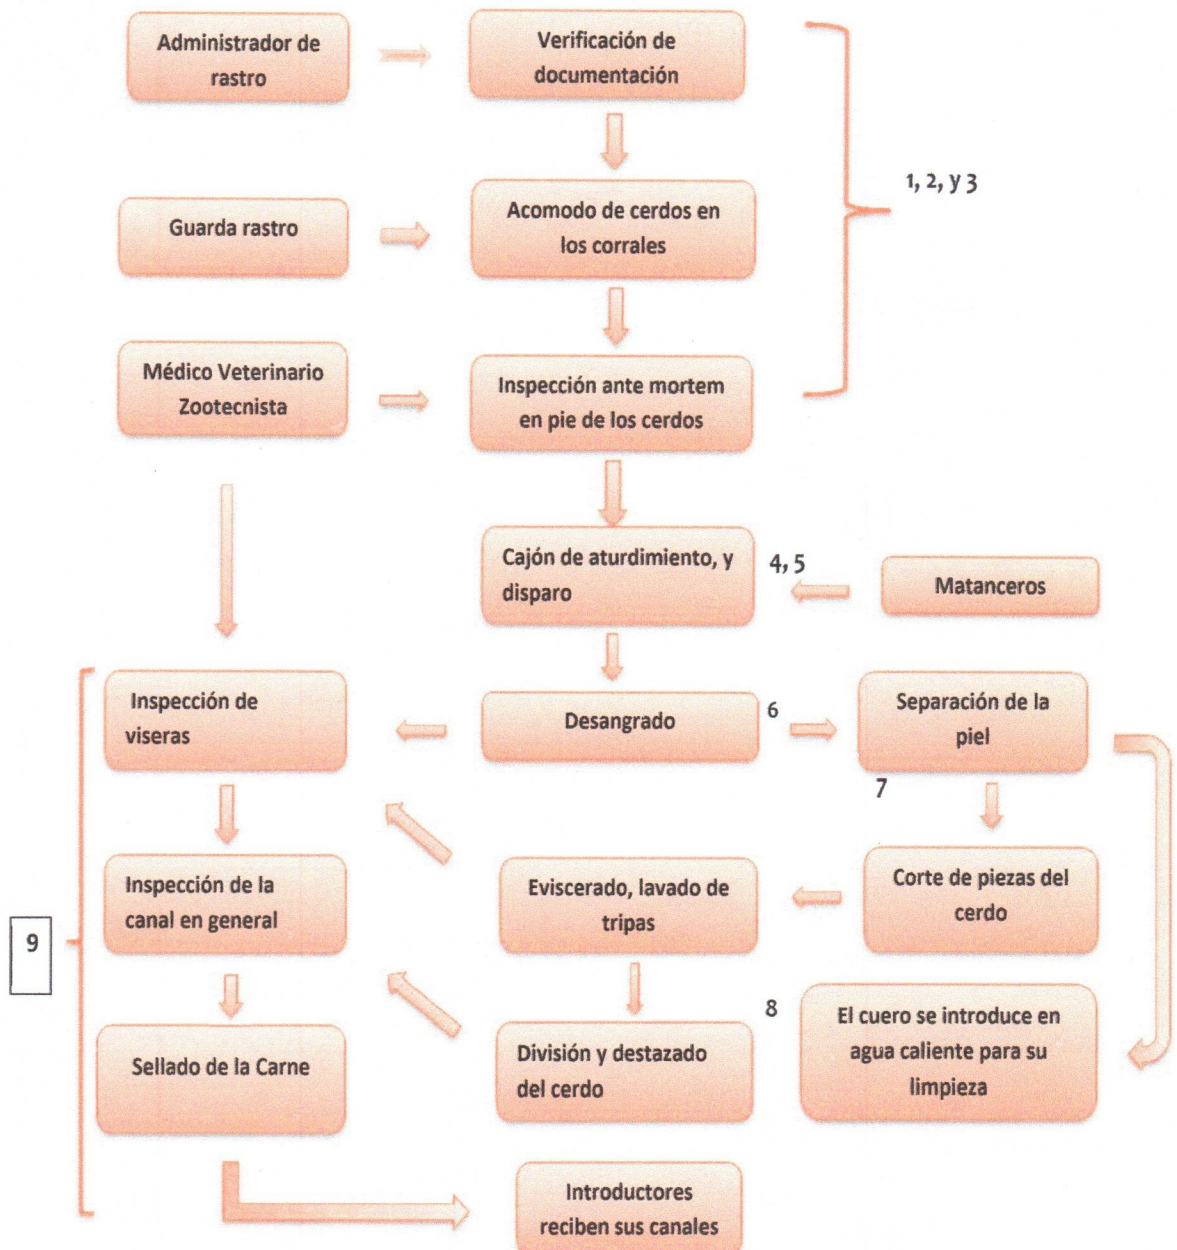 Administrador de
rastro
Verificación de
documentación
1, 2, y 3
Guarda rastro
Acomodo de cerdos en
los corrales
Médico Veterinario
Zootecnista
Inspección ante mortem
en pie de los cerdos
Cajón de aturdimiento, y
disparo
4, 5
Matanceros
Inspección de
viseras
Desangrado
6
Separación de la
piel
7
Inspección de la
canal en general
Eviscerado, lavado de
tripas
Corte de piezas del
cerdo
9
Sellado de la Carne
División y destazado
del cerdo
8
El cuero se introduce en
agua caliente para su
limpieza
Introductores
reciben sus canales